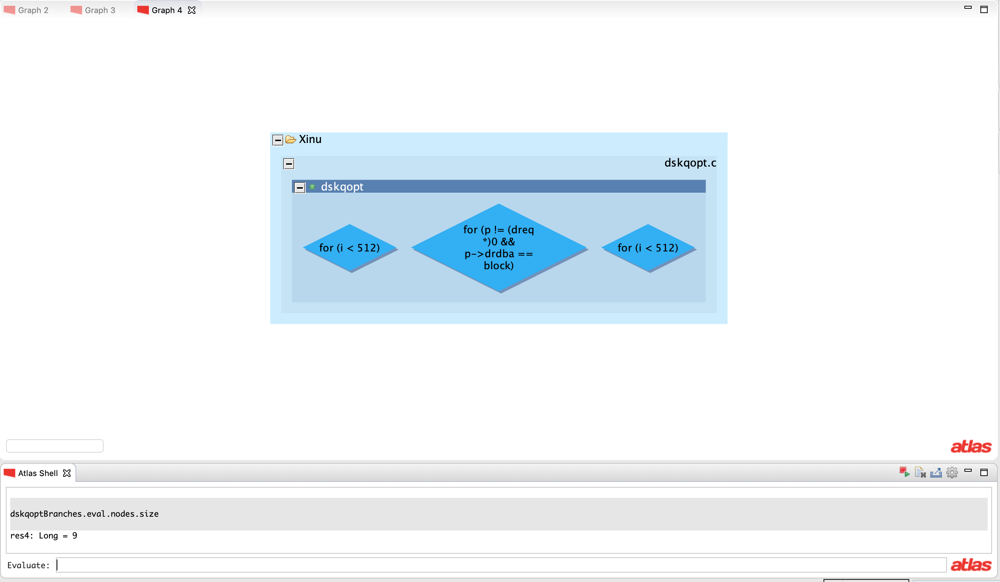 Graph 2
Graph 3
Graph 4
Xinu
dskqopt.c
dskqopt
for (i < 512)
for (p != (dreq
*)0 &&
p->drdba ==
block)
for (i < 512)
atlas
Atlas Shell
dskqoptBranches.eval.nodes.size
res4: Long = 9
Evaluate:
atlas